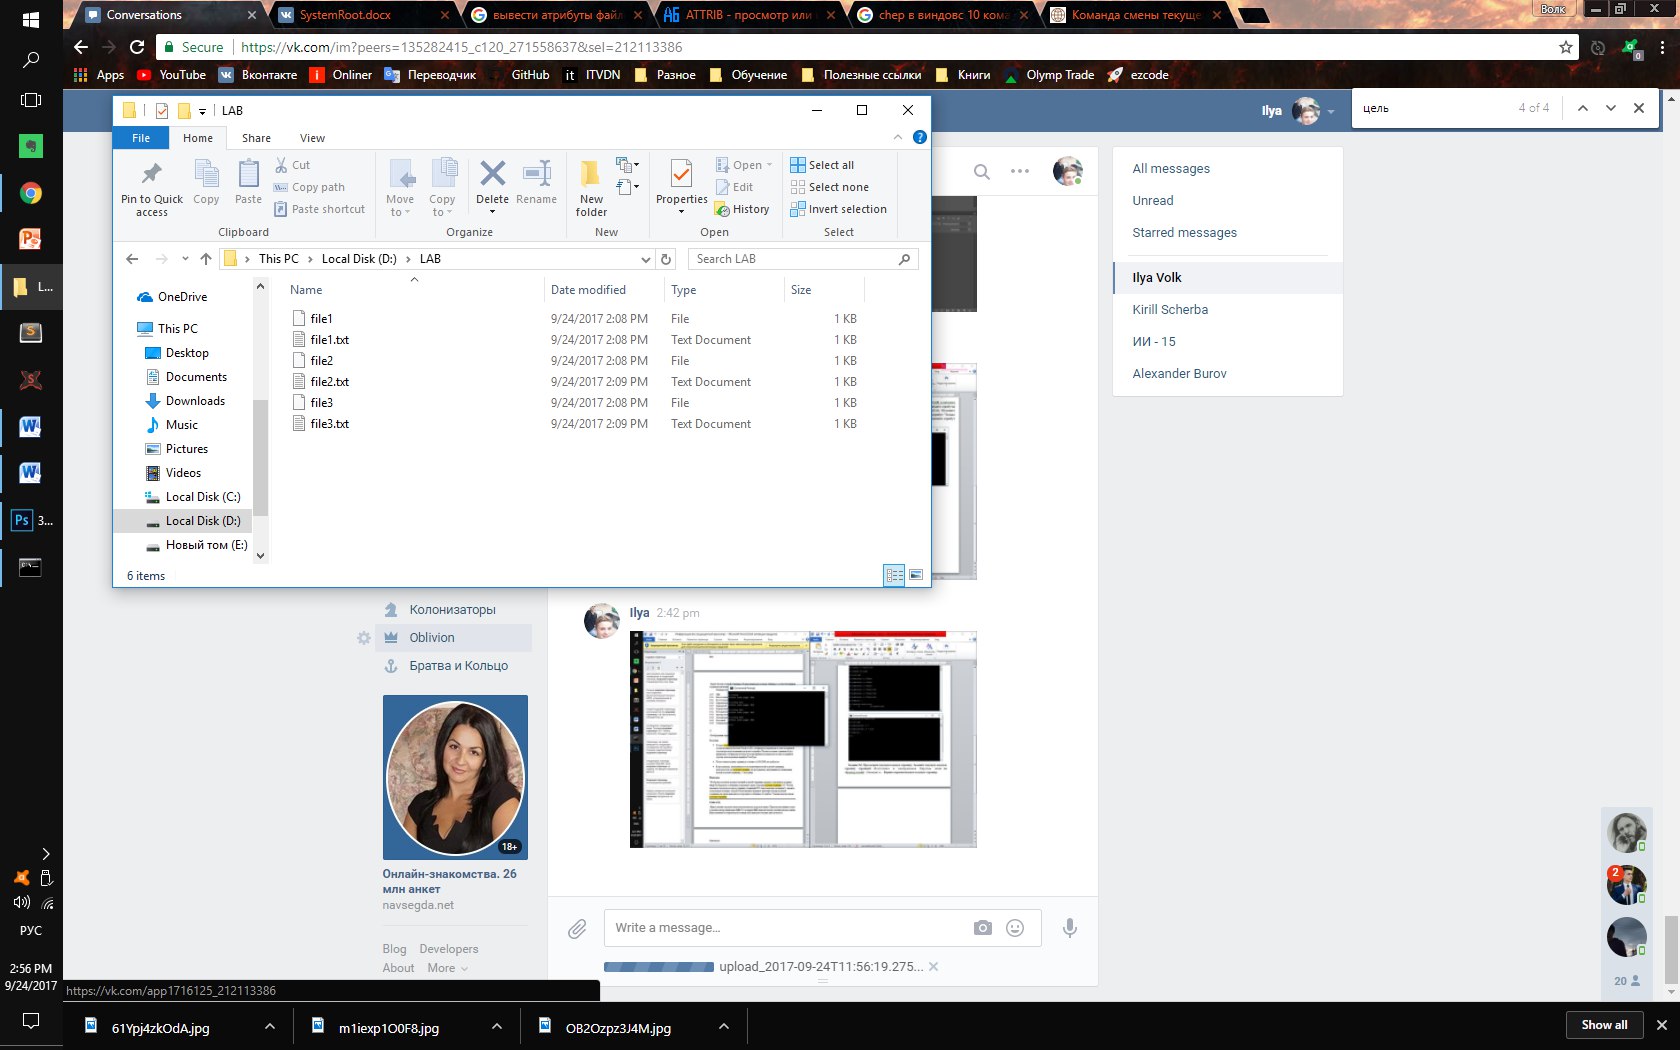 Conversations
SystemRoot.docx
вывести атрибуты файл
ATTRIB - просмотр или
chep в виндовс 10 кома
Команда смены текуще
Волк
Secure https://vk.com/im?peers=135282415_c120_271558637&sel=212113386
Apps YouTube Вконтакте Onliner Переводчик GitHub ITVDN Разное Обучение Полезные ссылки Книги Olymp Trade ezcode
LAB
File Home Share View
Pin to Quick access
Copy
Paste
Cut
Copy path
Paste shortcut
Clipboard
Move to
Copy to
Delete
Rename
Organize
New folder
New
Properties
Open
Edit
History
Open
Select all
Select none
Invert selection
Select
This PC Local Disk (D:) LAB
Search LAB
OneDrive
This PC
Desktop
Documents
Downloads
Music
Pictures
Videos
Local Disk (C:)
Local Disk (D:)
Новый том (E:)
Name Date modified Type Size
file1 9/24/2017 2:08 PM File 1 KB
file1.txt 9/24/2017 2:08 PM Text Document 1 KB
file2 9/24/2017 2:08 PM File 1 KB
file2.txt 9/24/2017 2:09 PM Text Document 1 KB
file3 9/24/2017 2:08 PM File 1 KB
file3.txt 9/24/2017 2:09 PM Text Document 1 KB
6 items
Ilya
цель 4 of 4
All messages
Unread
Starred messages
Ilya Volk
Kirill Scherba
ИИ - 15
Alexander Burov
Колонизаторы
Oblivion
Братва и Кольцо
18+
Онлайн-знакомства. 26
млн анкет
navsegda.net
Blog Developers
About More
Ilya 2:42 pm
Write a message...
upload_2017-09-24T11:56:19.275...
2
20
L...
3...
РУС
2:56 PM
9/24/2017
https://vk.com/app1716125_212113386
61Ypj4zkOdA.jpg
m1iexp1O0F8.jpg
OB2Ozpz3J4M.jpg
Show all